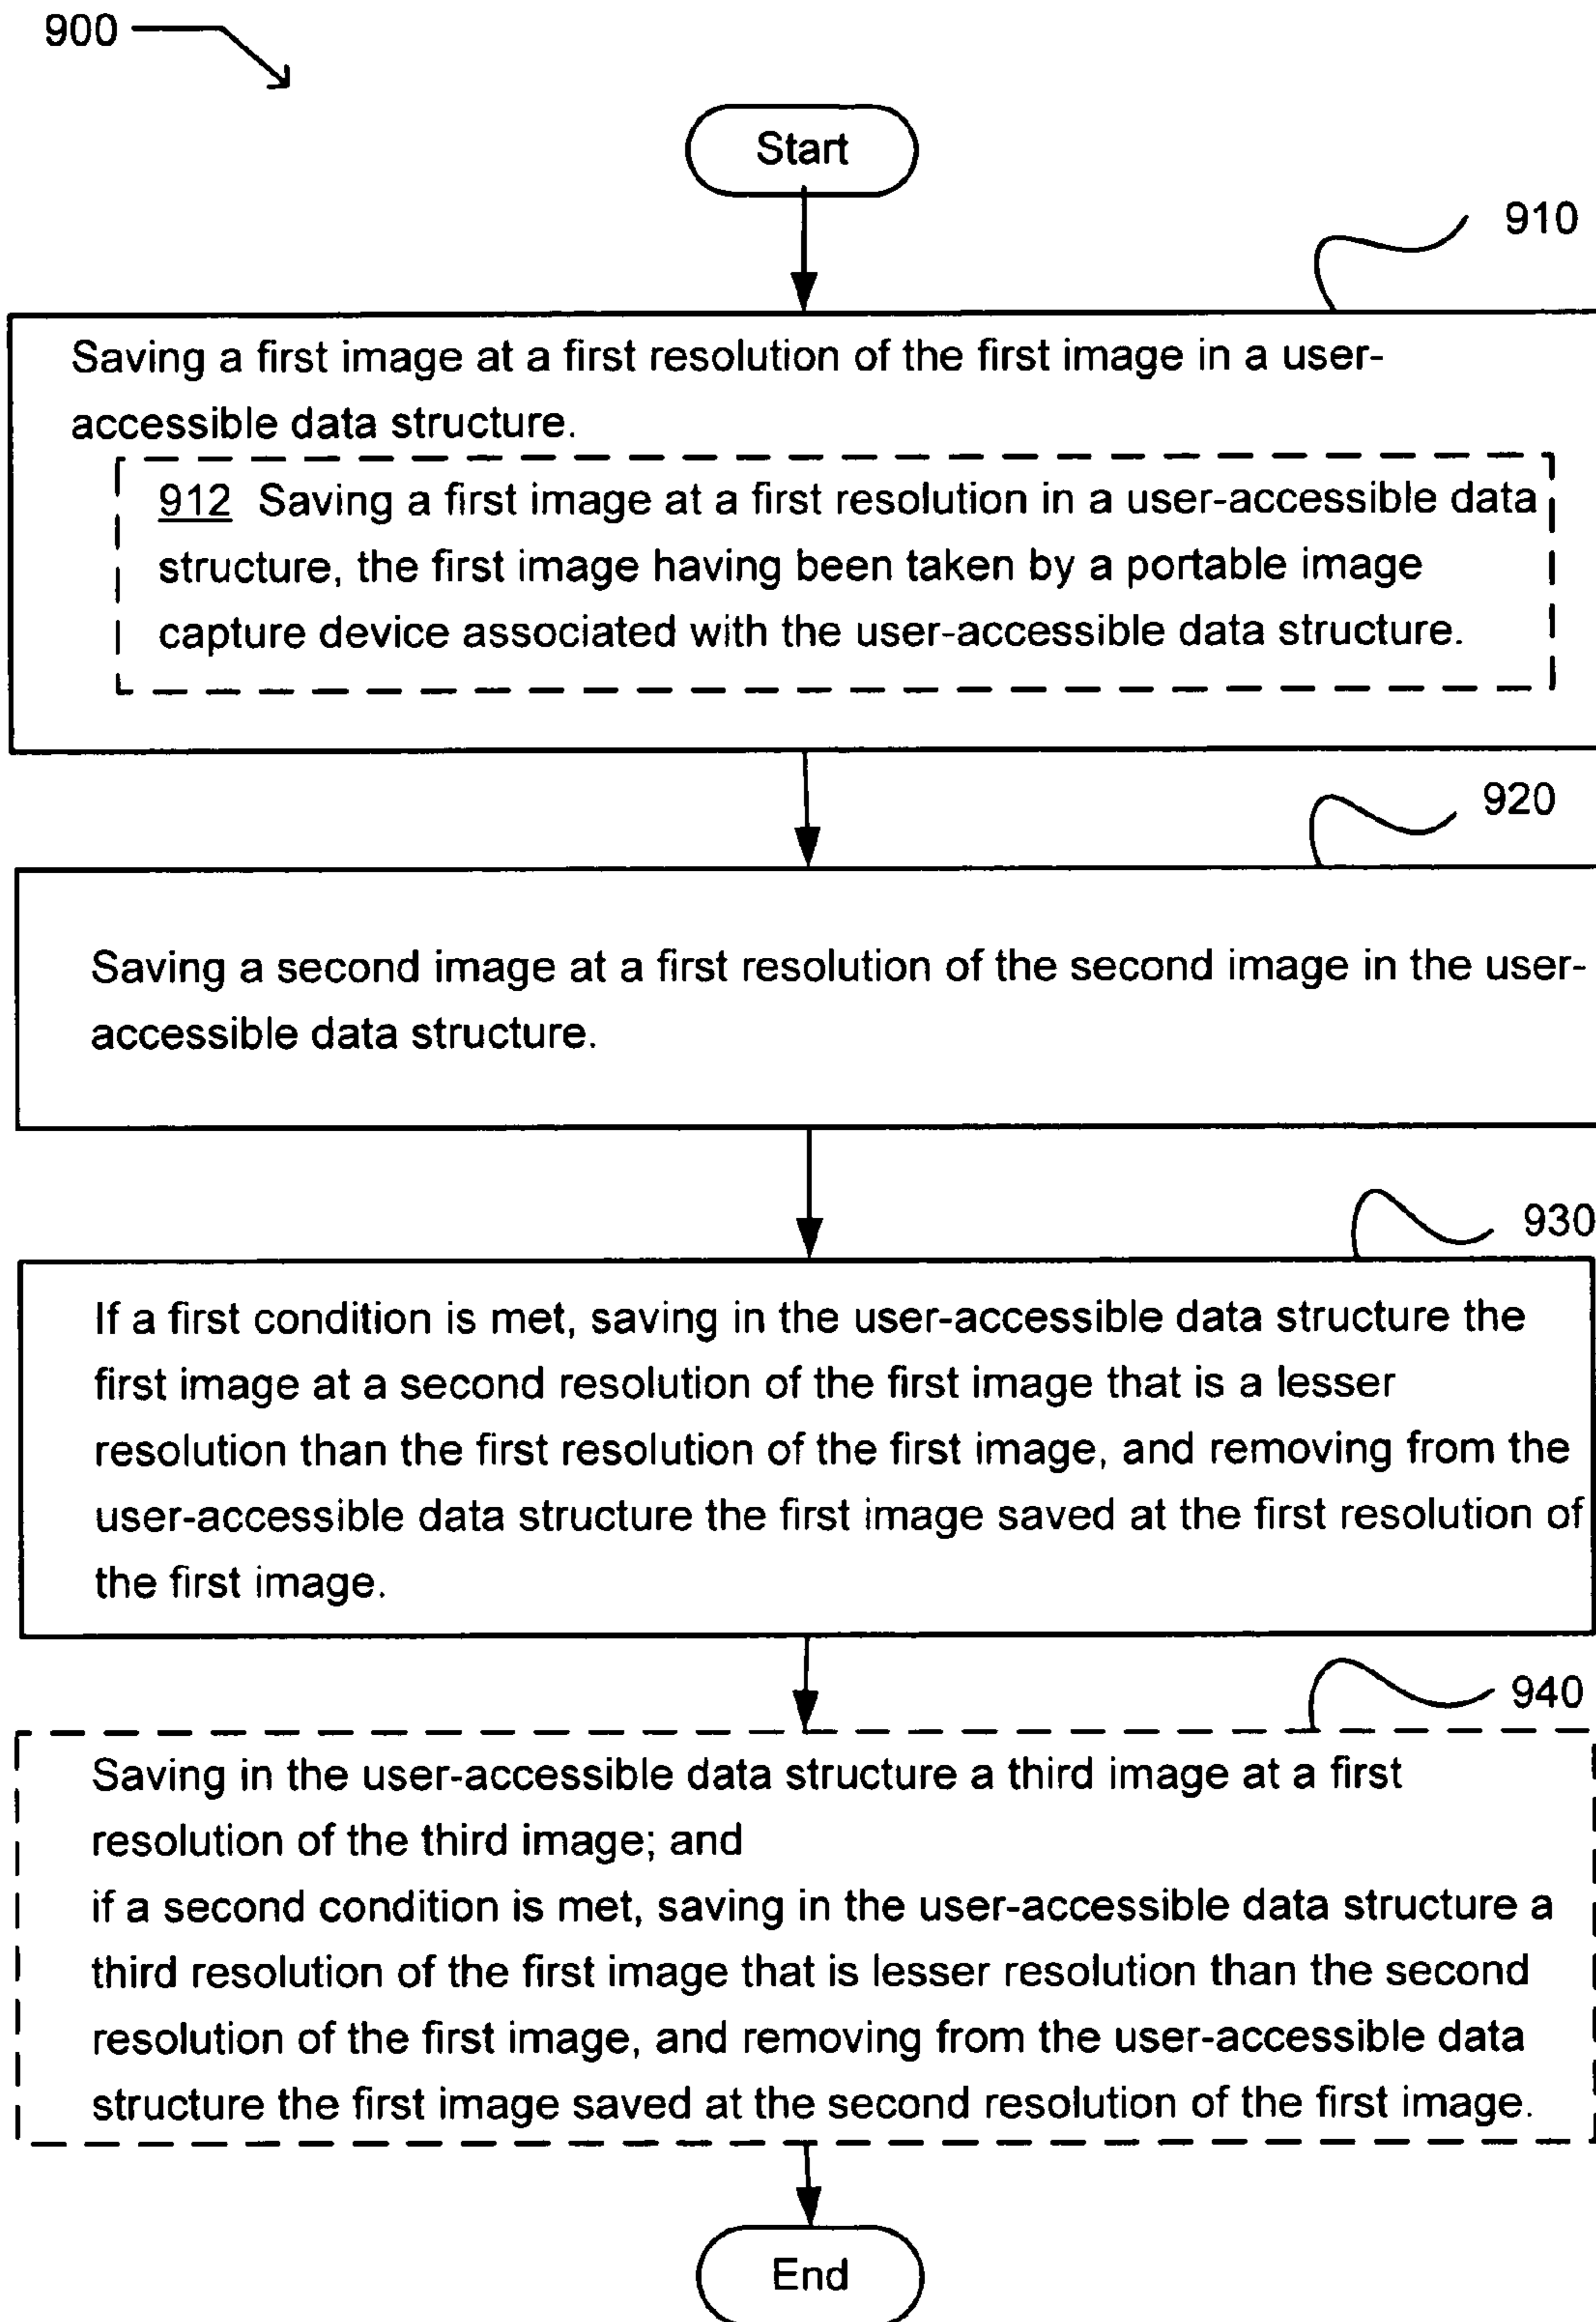 900
Start
910
Saving a first image at a first resolution of the first image in a user-
accessible data structure.
912 Saving a first image at a first resolution in a user-accessible data
structure, the first image having been taken by a portable image
capture device associated with the user-accessible data structure.
920
Saving a second image at a first resolution of the second image in the user-
accessible data structure.
930
If a first condition is met, saving in the user-accessible data structure the
first image at a second resolution of the first image that is a lesser
resolution than the first resolution of the first image, and removing from the
user-accessible data structure the first image saved at the first resolution of
the first image.
940
Saving in the user-accessible data structure a third image at a first
resolution of the third image; and
if a second condition is met, saving in the user-accessible data structure a
third resolution of the first image that is lesser resolution than the second
resolution of the first image, and removing from the user-accessible data
structure the first image saved at the second resolution of the first image.
End